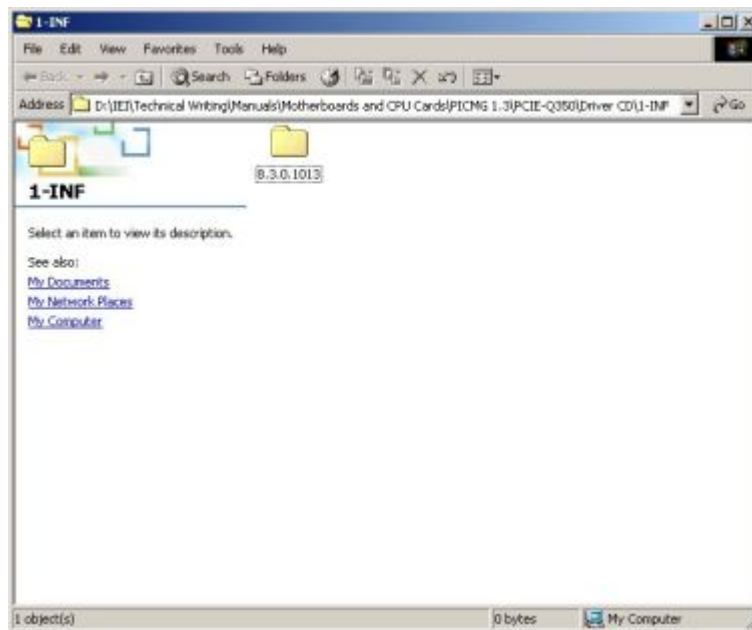 1-INF
File Edit View Favorites Tools Help
Back Search Folders
Address D:\IEI\Technical Writing\Manuals\Motherboards and CPU Cards\PICMG 1.3\PCIE-Q350\Driver CD\1-INF Go
8.3.0.1013
1-INF
Select an item to view its description.
See also:
My Documents
My Network Places
My Computer
1 object(s) 0 bytes My Computer